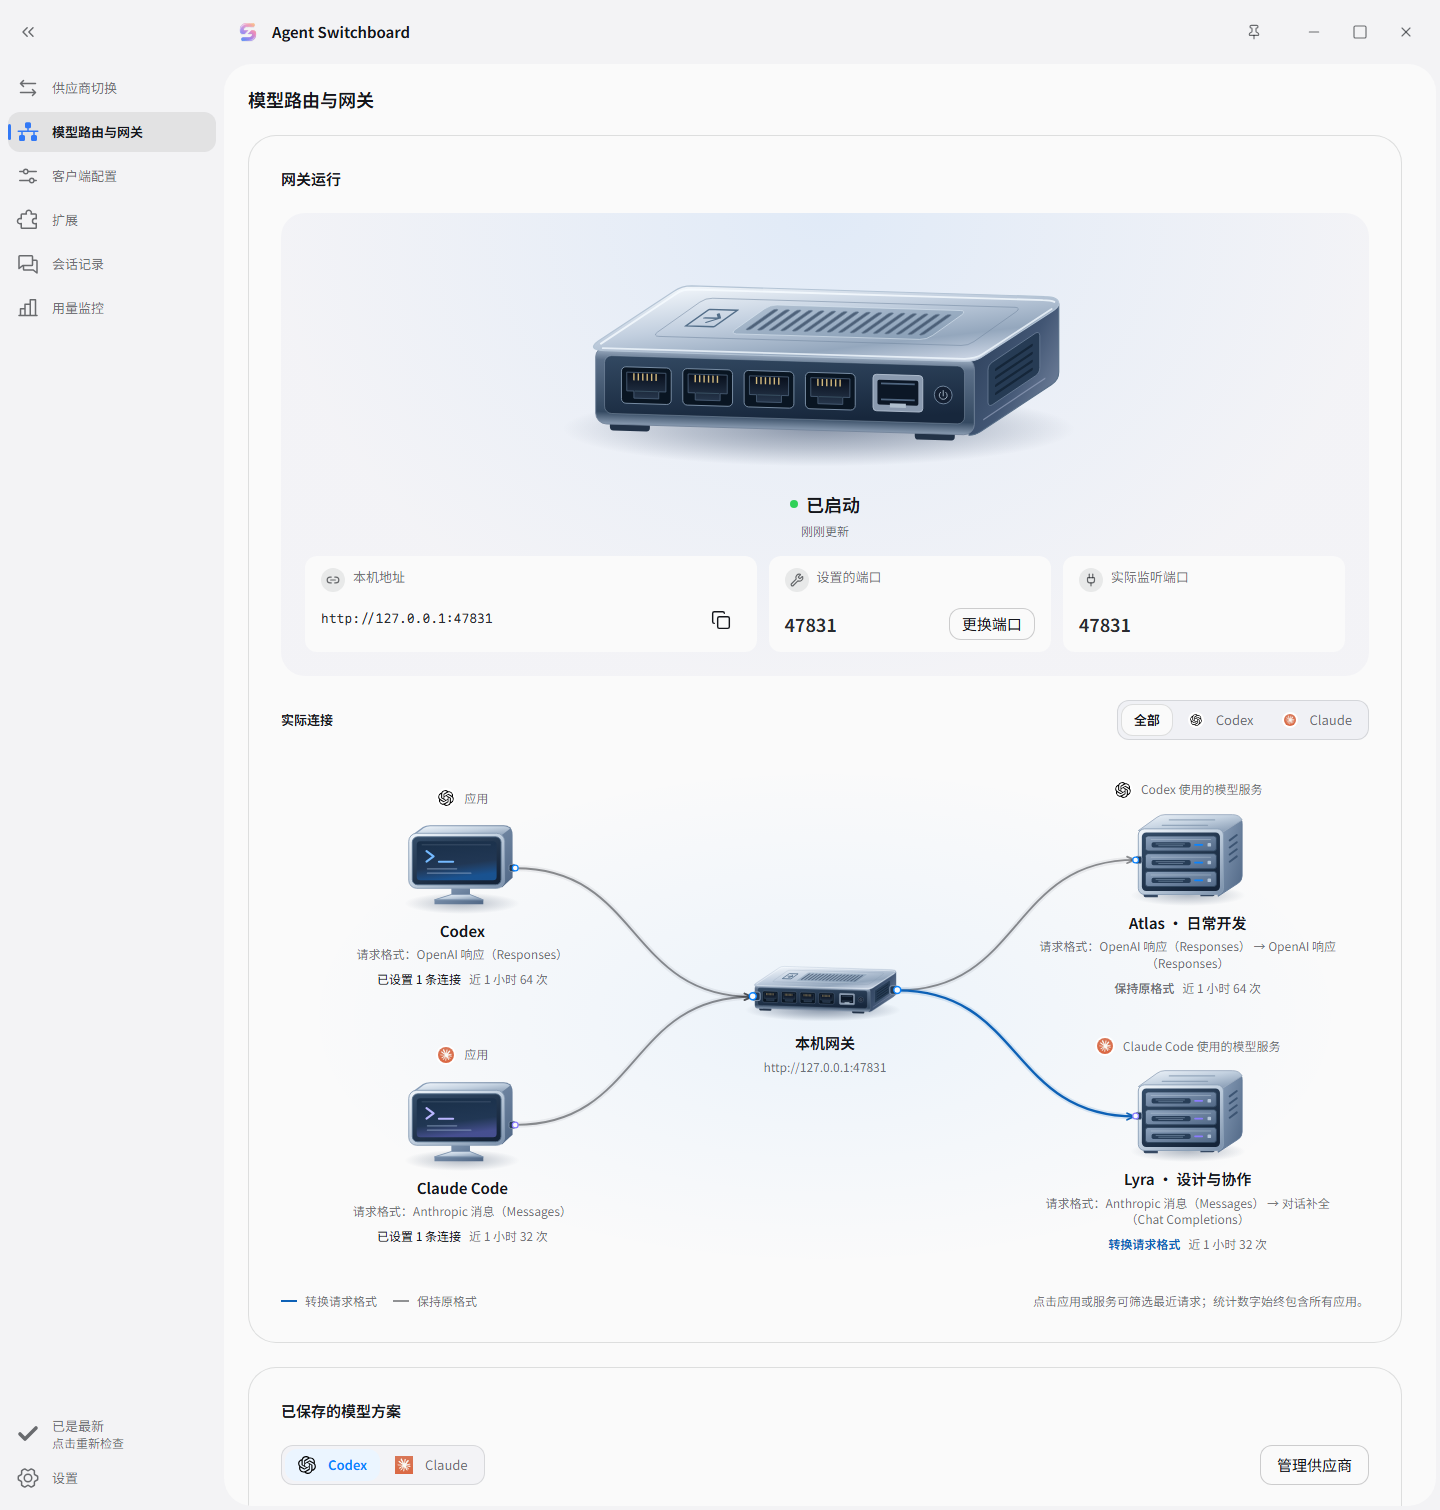 Agent Switchboard
供应商切换
模型路由与网关
客户端配置
扩展
会话记录
用量监控
已是最新
点击重新检查
设置
模型路由与网关
网关运行
已启动
刚刚更新
本机地址
http://127.0.0.1:47831
设置的端口
47831
更换端口
实际监听端口
47831
实际连接
全部
Codex
Claude
应用
Codex
请求格式：OpenAI 响应（Responses）
已设置 1 条连接 近 1 小时 64 次
应用
Claude Code
请求格式：Anthropic 消息（Messages）
已设置 1 条连接 近 1 小时 32 次
本机网关
http://127.0.0.1:47831
Codex 使用的模型服务
Atlas · 日常开发
请求格式：OpenAI 响应（Responses） → OpenAI 响应
（Responses）
保持原格式 近 1 小时 64 次
Claude Code 使用的模型服务
Lyra · 设计与协作
请求格式：Anthropic 消息（Messages） → 对话补全
（Chat Completions）
转换请求格式 近 1 小时 32 次
转换请求格式
保持原格式
点击应用或服务可筛选最近请求；统计数字始终包含所有应用。
已保存的模型方案
Codex
Claude
管理供应商